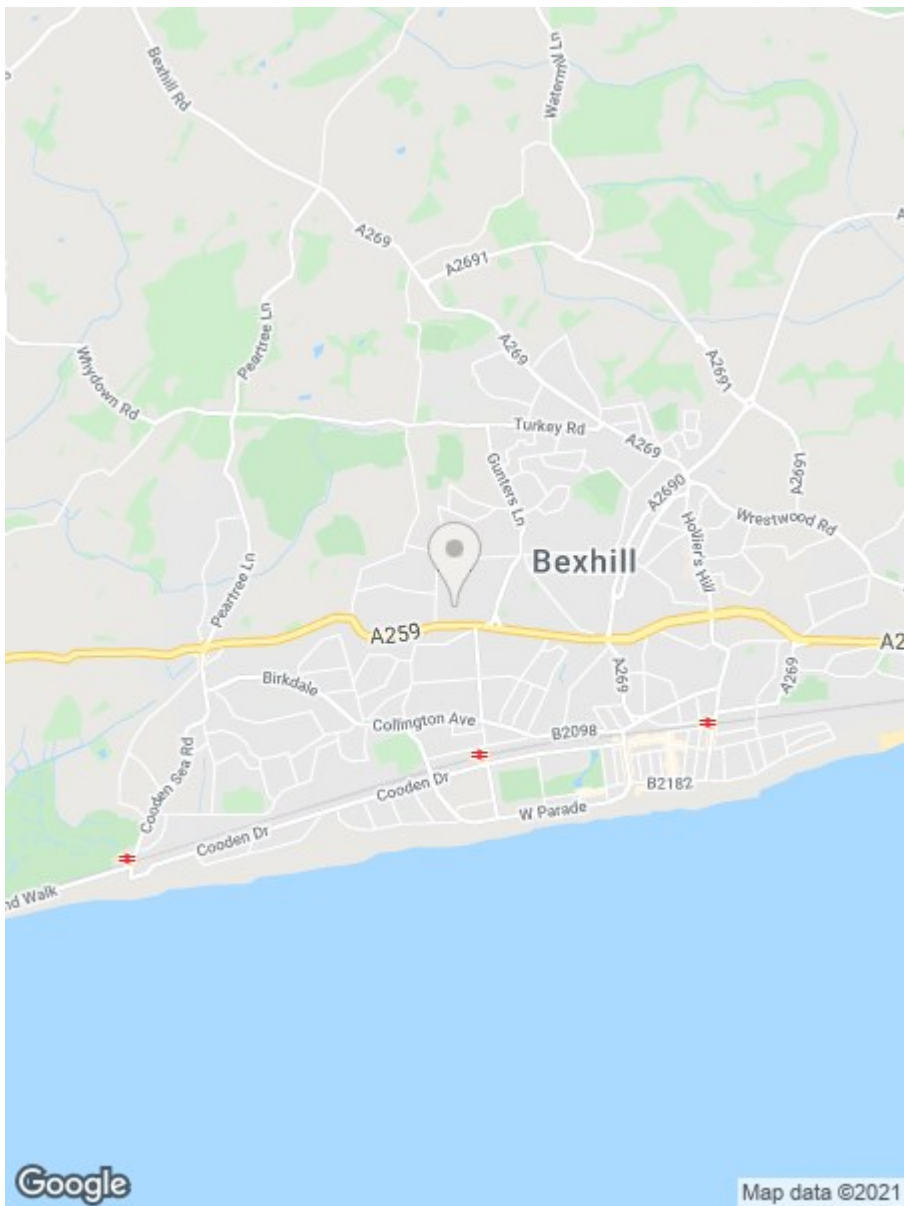 Bexhill Rd
Watermill Ln
A269
A2691
Peartree Ln
A269
A2691
Whydown Rd
Turkey Rd
A269
Gunters Ln
A2690
A2691
Hollier's Hill
Wrestwood Rd
Bexhill
Peartree Ln
A259
A269
A269
Birkdale
Collington Ave
B2098
Cooden Sea Rd
Cooden Dr
B2182
W Parade
Cooden Dr
nd Walk
Google
Map data ©2021